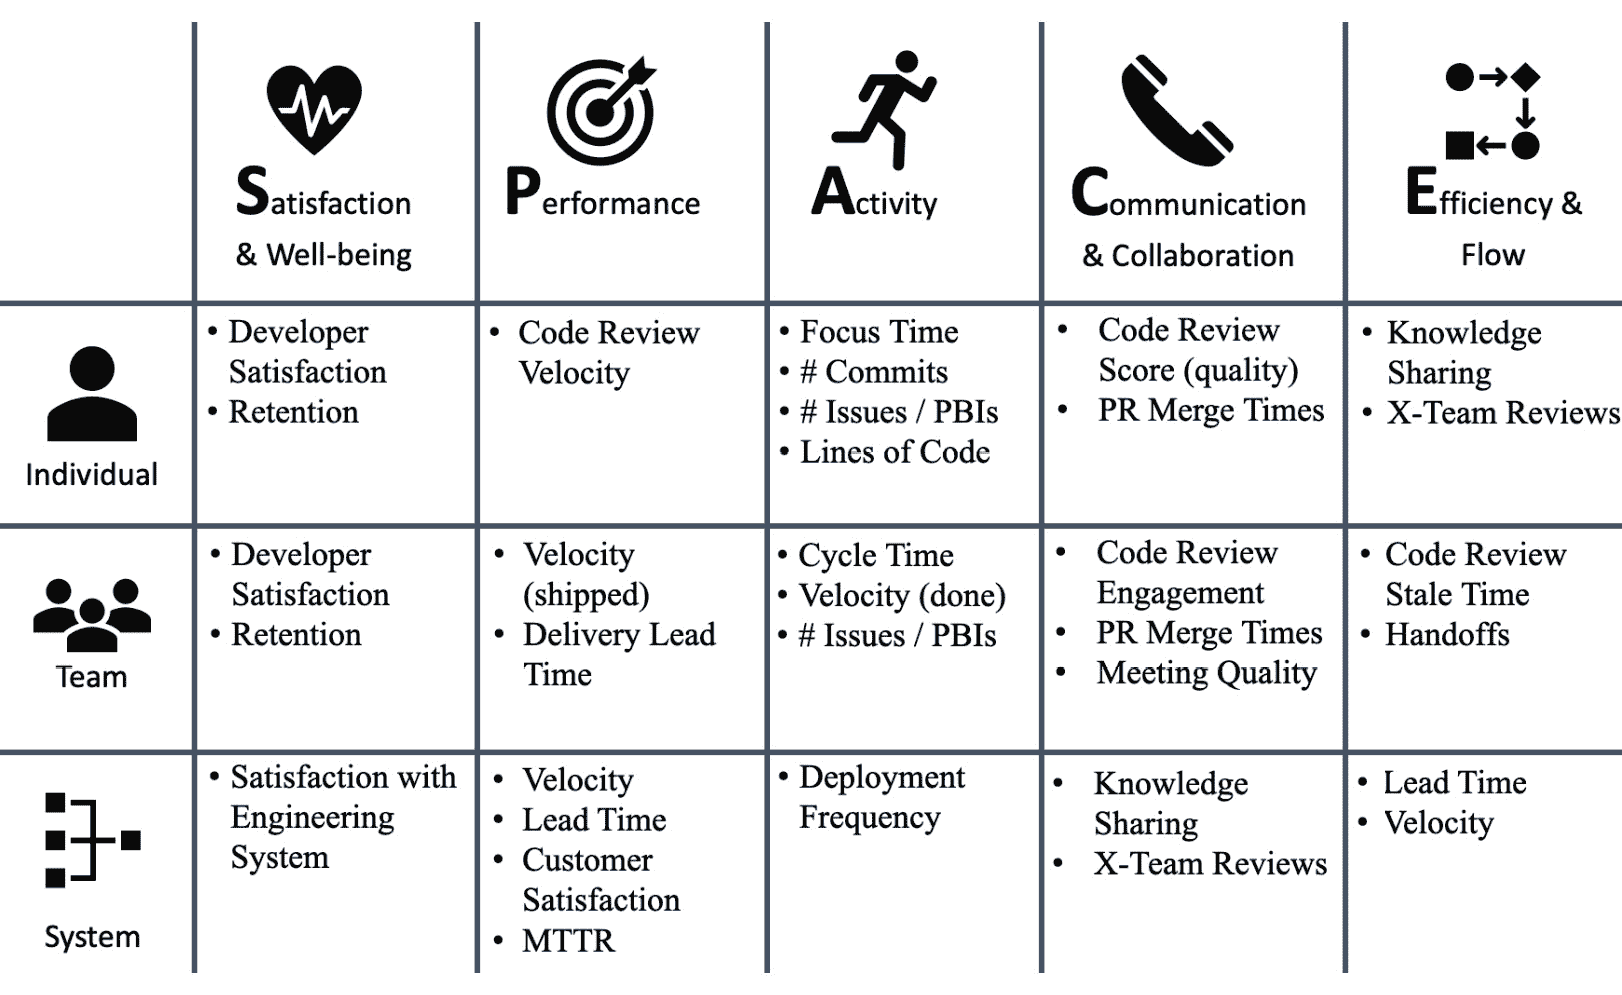 Satisfaction
& Well-being
Performance
Activity
Communication
& Collaboration
Efficiency &
Flow
Individual
• Developer
Satisfaction
• Retention
• Code Review
Velocity
• Focus Time
• # Commits
• # Issues / PBIs
• Lines of Code
• Code Review
Score (quality)
• PR Merge Times
• Knowledge
Sharing
• X-Team Reviews
Team
• Developer
Satisfaction
• Retention
• Velocity
(shipped)
• Delivery Lead
Time
• Cycle Time
• Velocity (done)
• # Issues / PBIs
• Code Review
Engagement
• PR Merge Times
• Meeting Quality
• Code Review
Stale Time
• Handoffs
System
• Satisfaction with
Engineering
System
• Velocity
• Lead Time
• Customer
Satisfaction
• MTTR
• Deployment
Frequency
• Knowledge
Sharing
• X-Team Reviews
• Lead Time
• Velocity